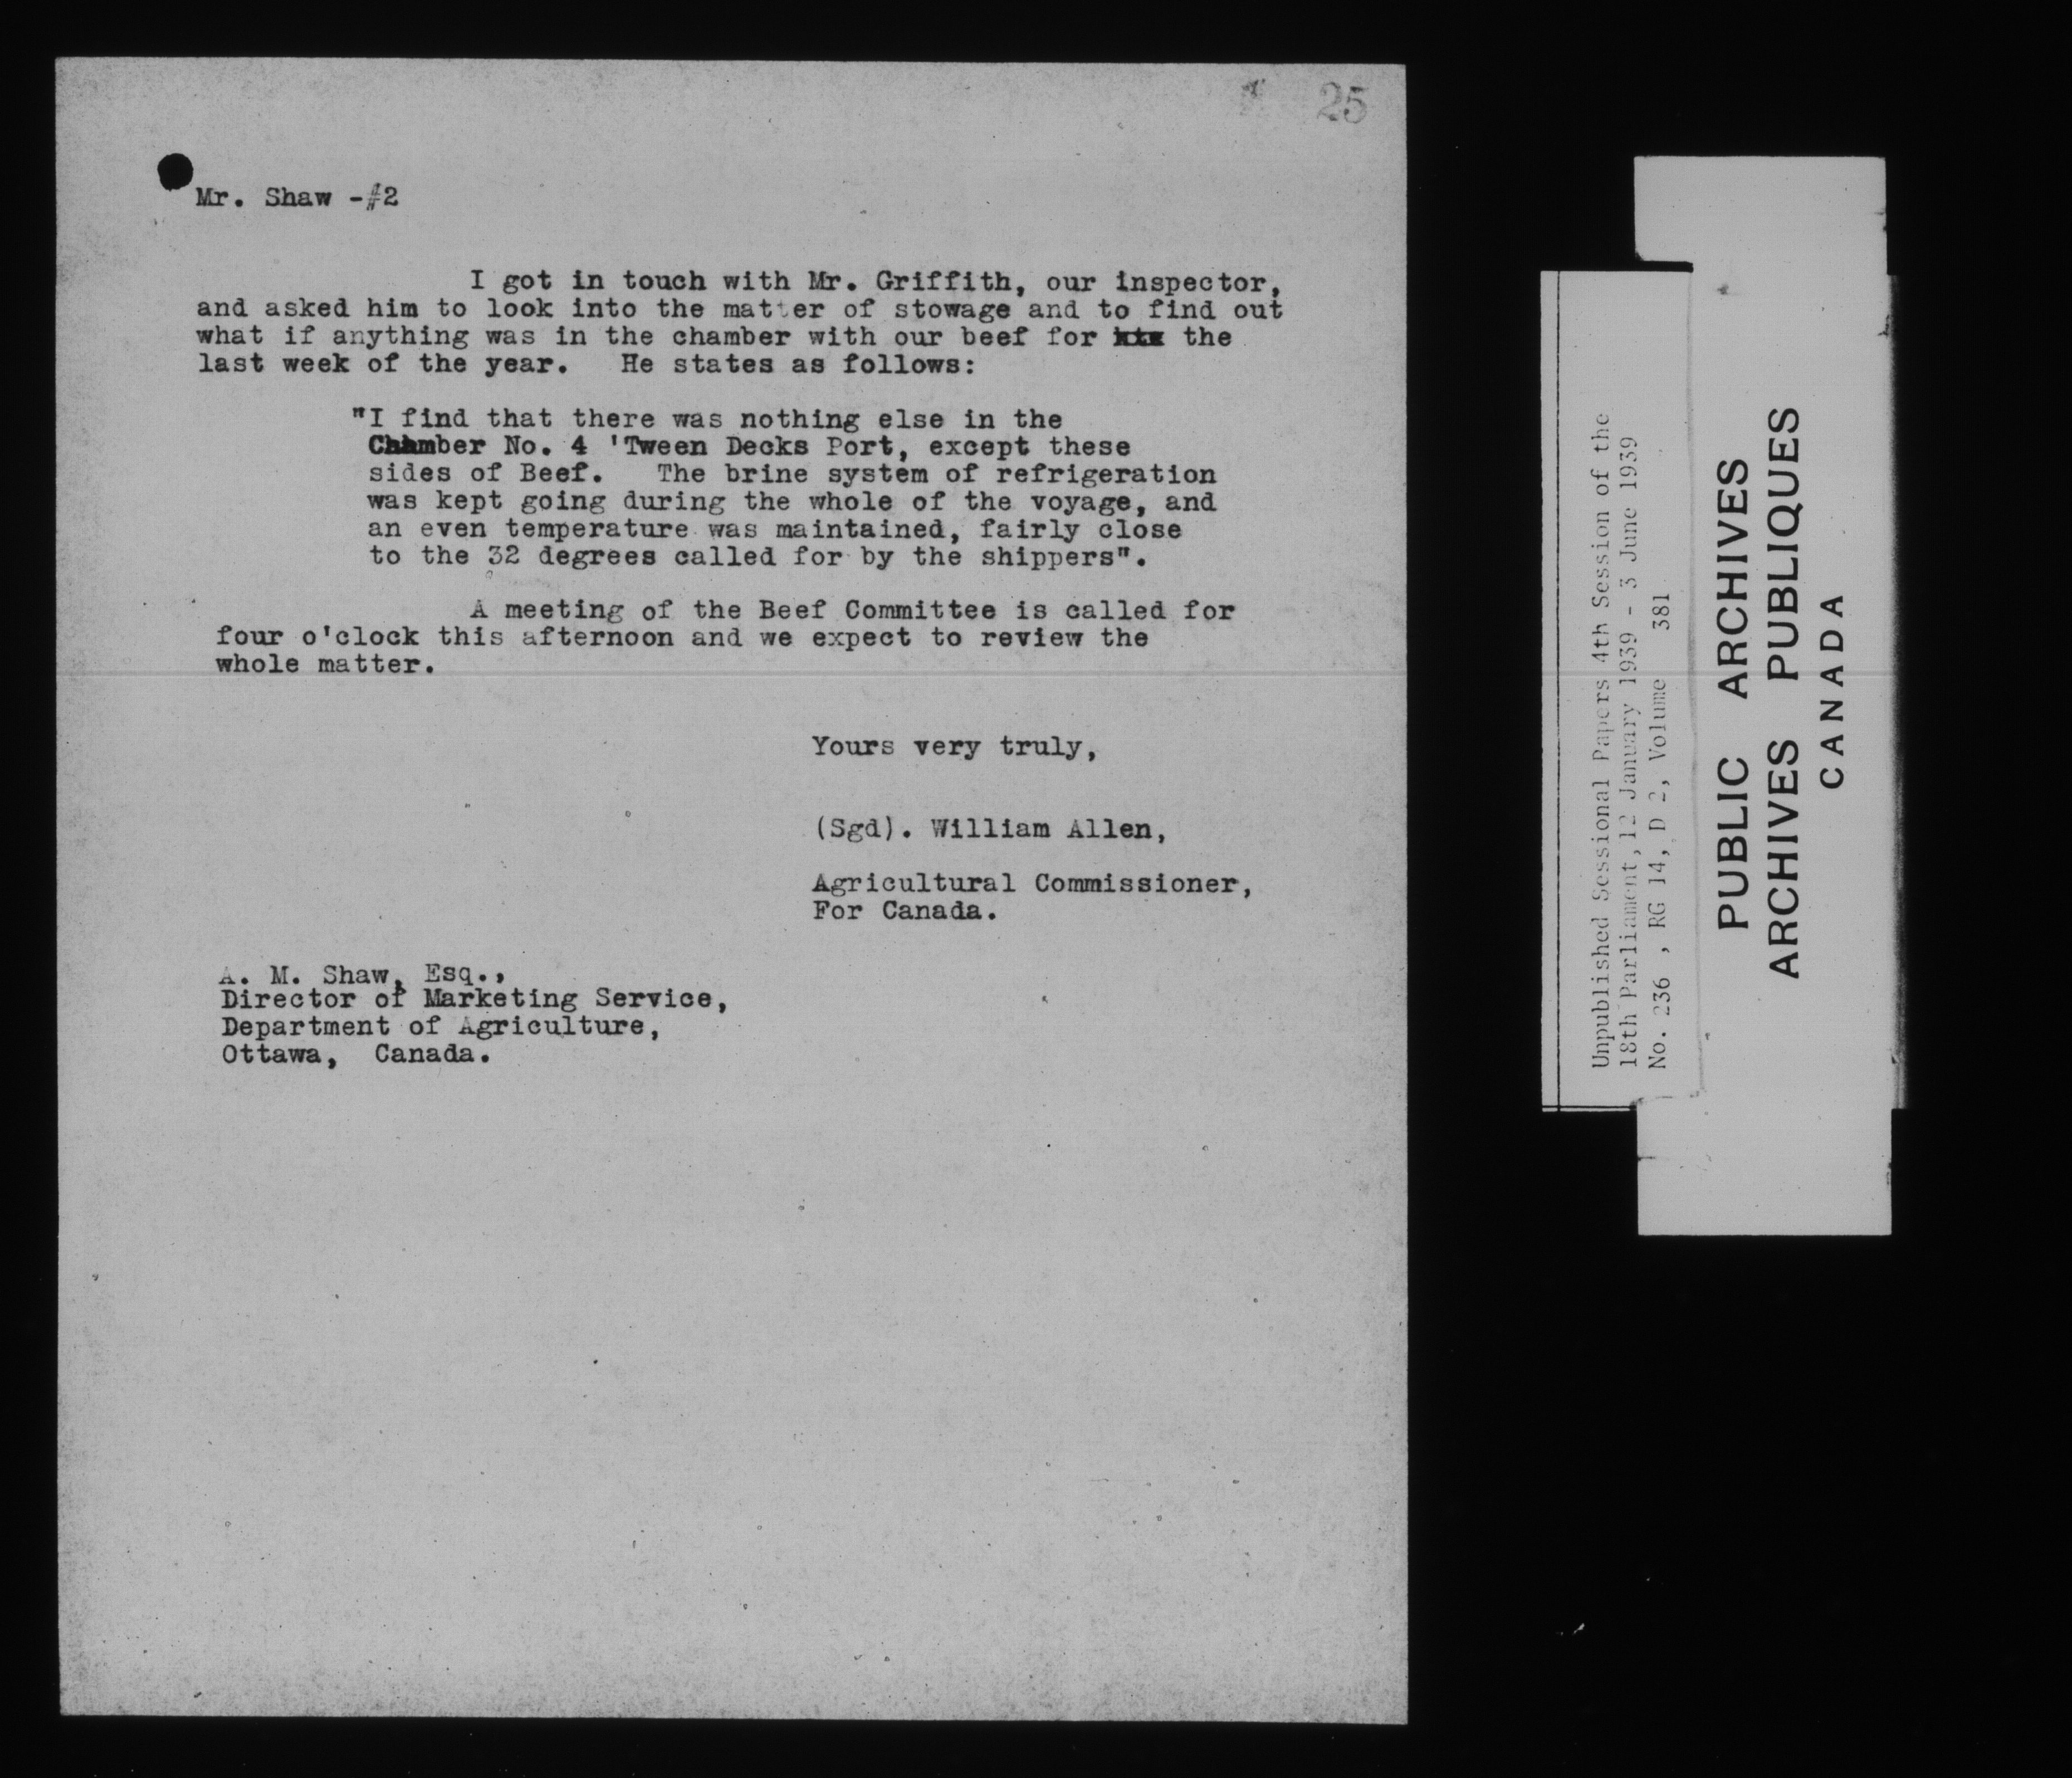 25
Mr. Shaw -#2
I got in touch with Mr. Griffith, our inspector,
and asked him to look into the matter of stowage and to find out
what if anything was in the chamber with our beef for the
last week of the year. He states as follows:
"I find that there was nothing else in the
Chamber No. 4 'Tween Decks Port, except these
sides of Beef. The brine system of refrigeration
was kept going during the whole of the voyage, and
an even temperature was maintained, fairly close
to the 32 degrees called for by the shippers".
A meeting of the Beef Committee is called for
four o'clock this afternoon and we expect to review the
whole matter.
Yours very truly,
(Sgd). William Allen,
Agricultural Commissioner,
For Canada.
A. M. Shaw, Esq.,
Director of Marketing Service,
Department of Agriculture,
Ottawa, Canada.
Unpublished Sessional Papers 4th Session of the
18th Parliament, 12 January 1939 - 3 June 1939
No. 236 , RG 14, D 2, Volume 381
PUBLIC ARCHIVES
ARCHIVES PUBLIQUES
CANADA